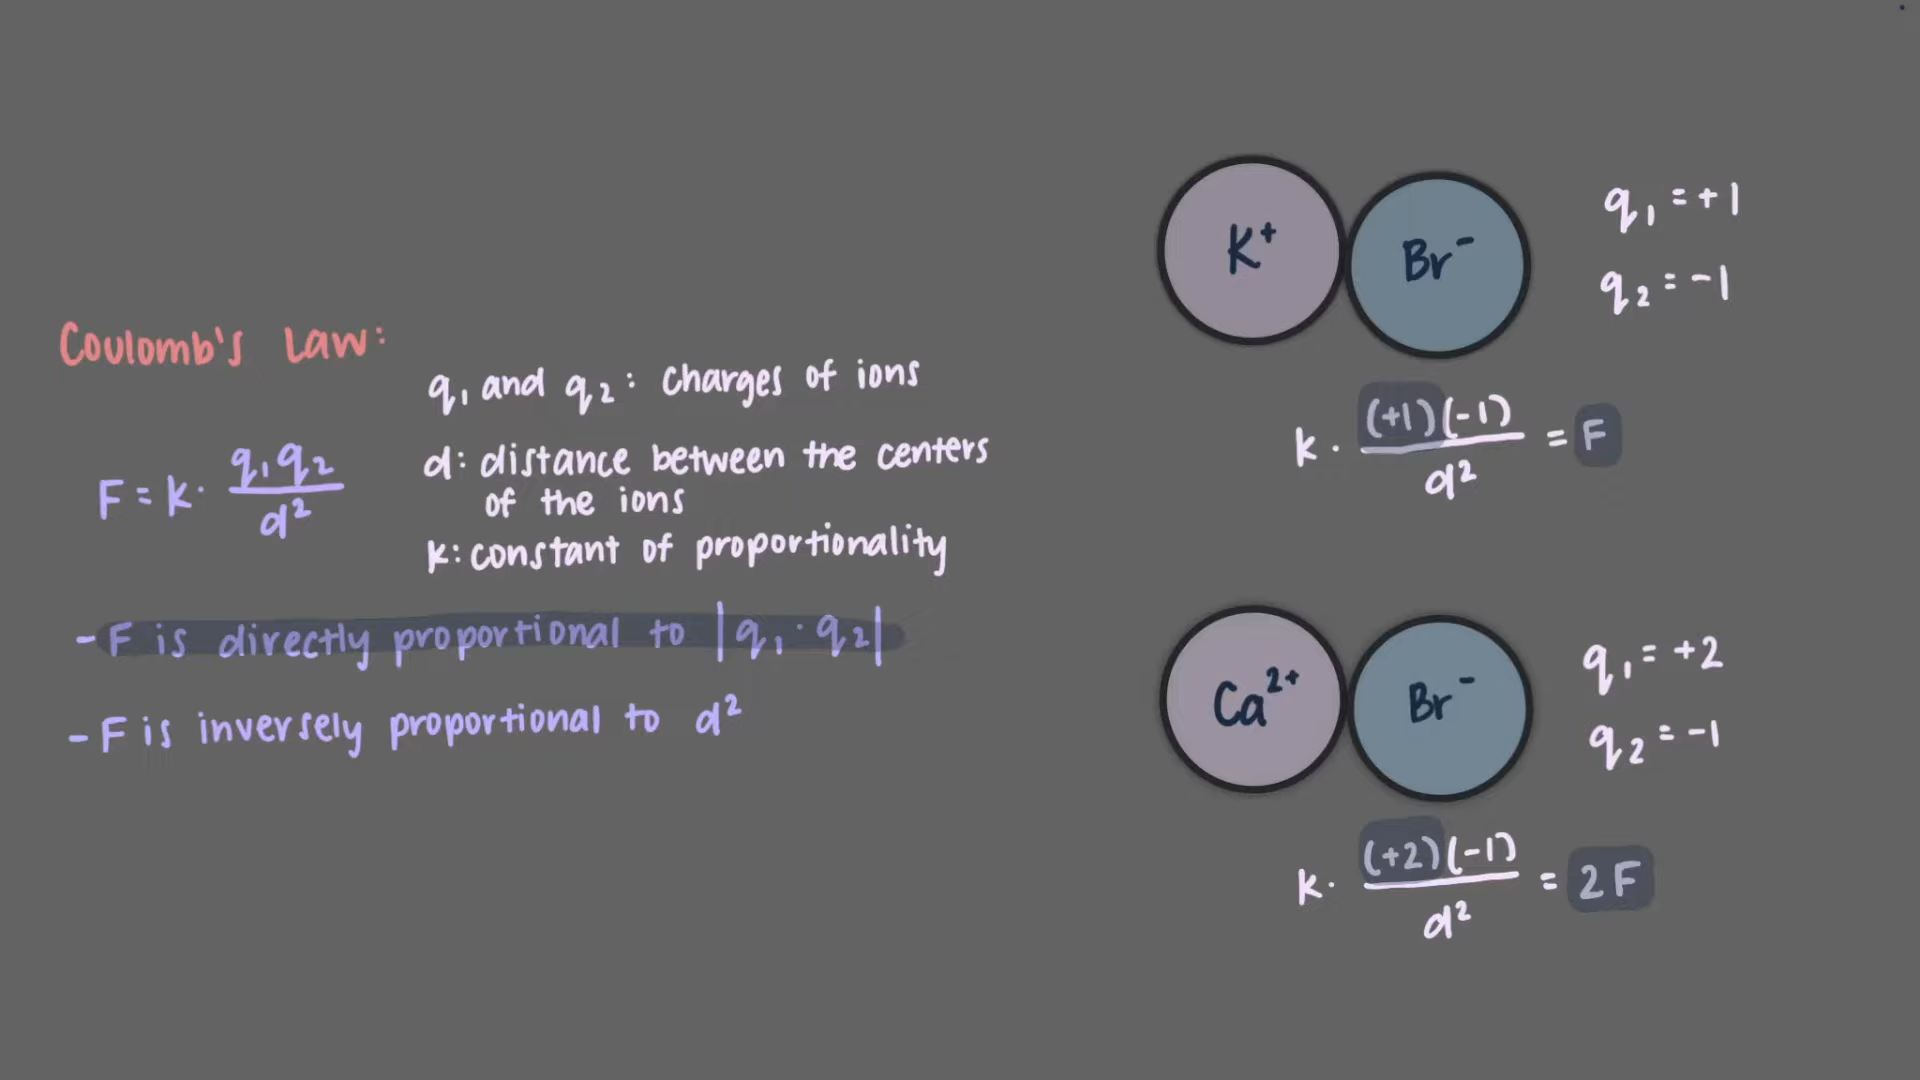 Coulomb's Law:
F = k · q₁q₂ / d²
q₁ and q₂: charges of ions
d: distance between the centers
of the ions
k: constant of proportionality
- F is directly proportional to |q₁ · q₂|
- F is inversely proportional to d²
K⁺
Br⁻
q₁ = +1
q₂ = -1
k · (+1)(-1) / d² = F
Ca²⁺
Br⁻
q₁ = +2
q₂ = -1
k · (+2)(-1) / d² = 2F